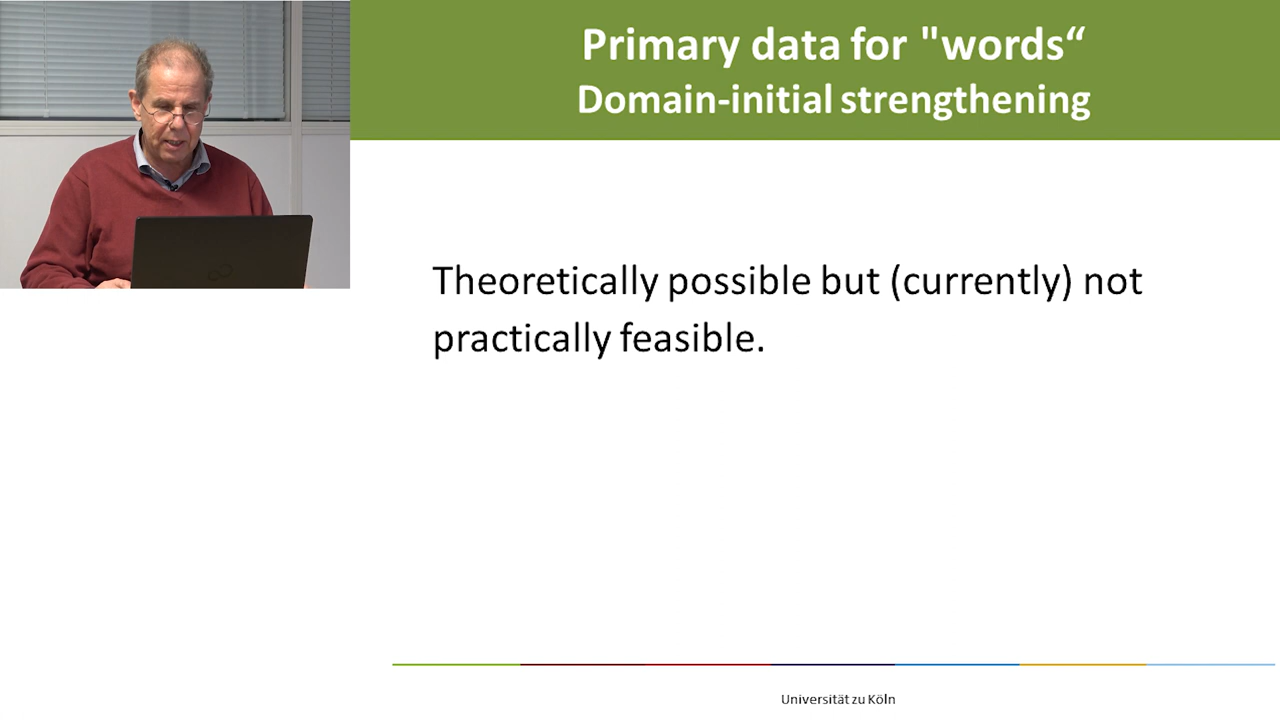 Primary data for "words“
Domain-initial strengthening
Theoretically possible but (currently) not
practically feasible.
Universität zu Köln